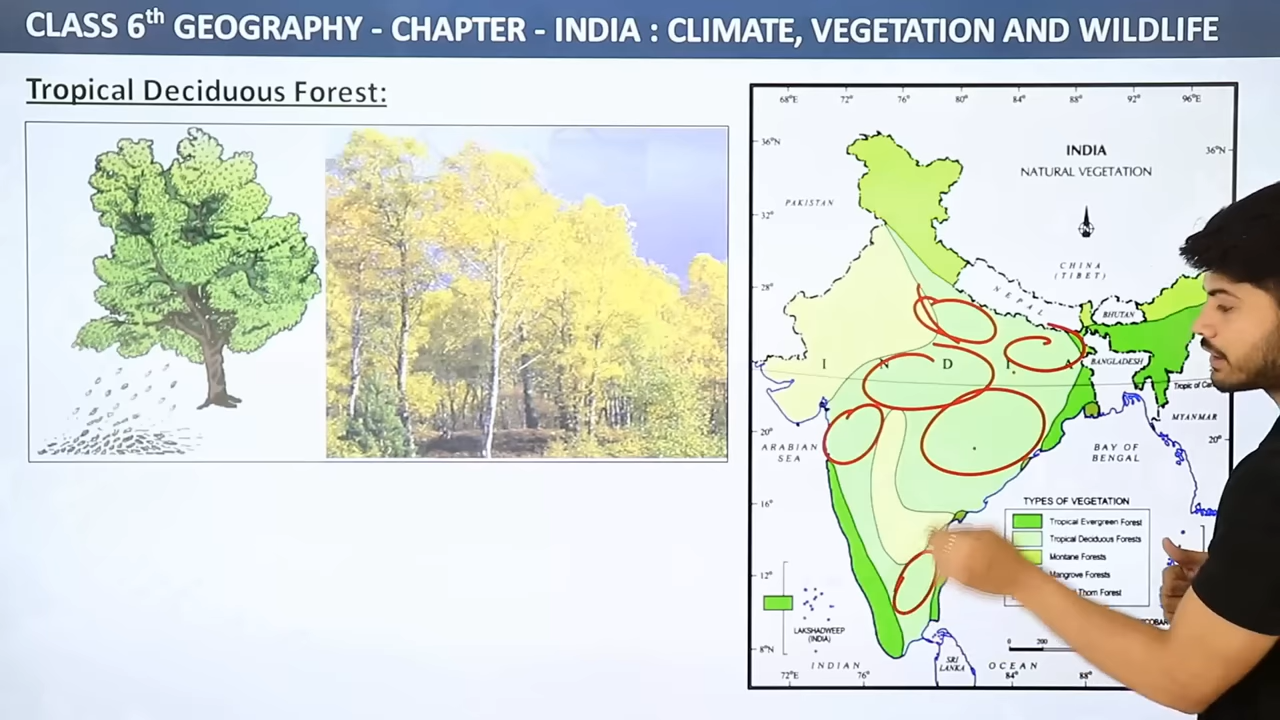 CLASS 6th GEOGRAPHY - CHAPTER - INDIA : CLIMATE, VEGETATION AND WILDLIFE
Tropical Deciduous Forest:
68°E 72° 76° 80° 84° 88° 92° 96°E
36°N 36°N
INDIA
NATURAL VEGETATION
PAKISTAN
32°
CHINA
(TIBET)
28°
NEPAL
BHUTAN
I N D I A
BANGLADESH
Tropic of
MYANMAR
20° 20°
ARABIAN
SEA
BAY OF
BENGAL
16°
TYPES OF VEGETATION
Tropical Evergreen Forest
Tropical Deciduous Forests
Montane Forests
Mangrove Forests
Thorn Forest
12°
LAKSHADWEEP
(INDIA)
0 200
8°N
SRI
LANKA
INDIAN OCEAN
72°E 76° 84° 88°